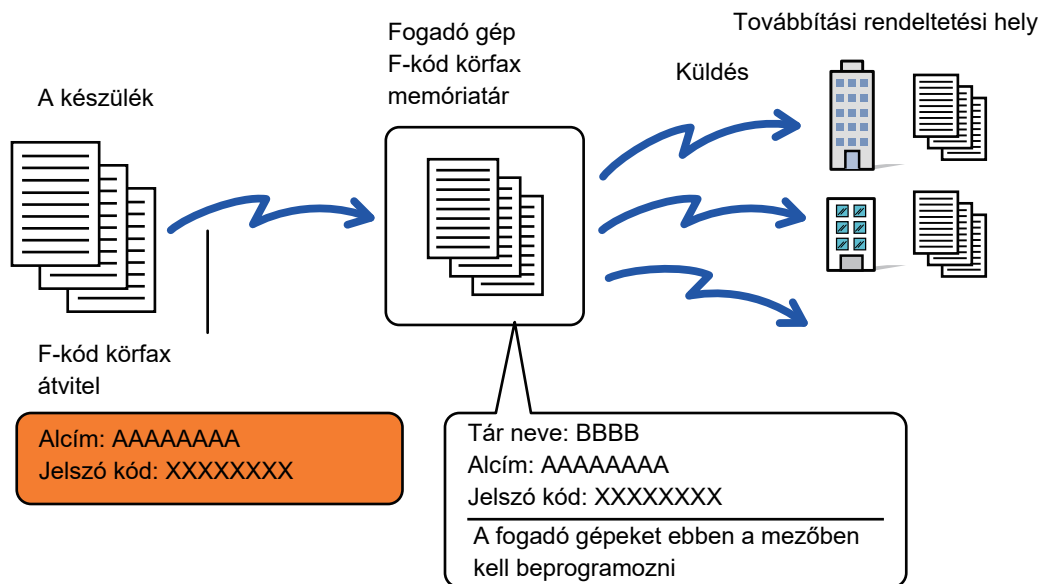 Továbbítási rendeltetési hely
Fogadó gép
F-kód körfax
memóriatár
Küldés
A készülék
F-kód körfax
átvitel
Alcím: AAAAAAAA
Jelszó kód: XXXXXXXX
Tár neve: BBBB
Alcím: AAAAAAAA
Jelszó kód: XXXXXXXX
A fogadó gépeket ebben a mezőben
kell beprogramozni